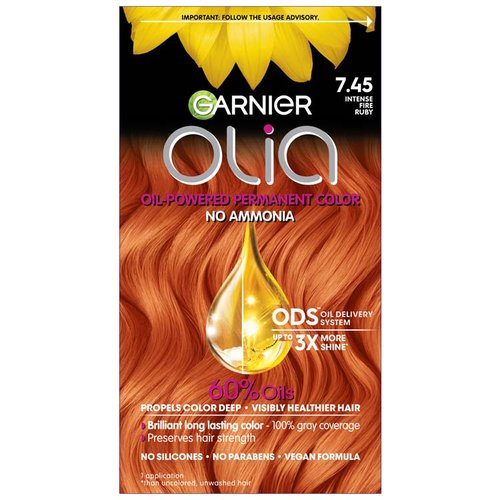 IMPORTANT: FOLLOW THE USAGE ADVISORY.
7.45
INTENSE
FIRE
RUBY
GARNIER
OLIA
OIL-POWERED PERMANENT COLOR
NO AMMONIA
ODS™ OIL DELIVERY SYSTEM
UP TO 3X MORE SHINE*
60% Oils
PROPELS COLOR DEEP • VISIBLY HEALTHIER HAIR
Brilliant long lasting color - 100% gray coverage
Preserves hair strength
NO SILICONES • NO PARABENS • VEGAN FORMULA
1 application
*than uncolored, unwashed hair